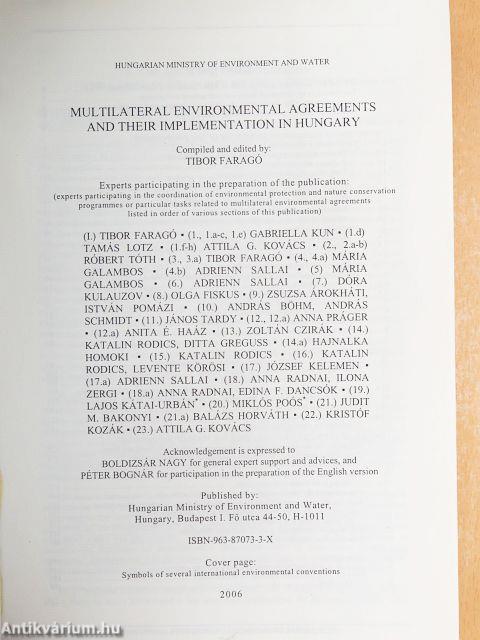 HUNGARIAN MINISTRY OF ENVIRONMENT AND WATER
MULTILATERAL ENVIRONMENTAL AGREEMENTS
AND THEIR IMPLEMENTATION IN HUNGARY
Compiled and edited by:
TIBOR FARAGÓ
Experts participating in the preparation of the publication:
(experts participating in the coordination of environmental protection and nature conservation
programmes or particular tasks related to multilateral environmental agreements
listed in order of various sections of this publication)
(I.) TIBOR FARAGÓ • (1., 1.a-c, 1.e) GABRIELLA KUN • (1.d)
TAMÁS LOTZ • (1.f-h) ATTILA G. KOVÁCS • (2., 2.a-b)
RÓBERT TÓTH • (3., 3.a) TIBOR FARAGÓ • (4., 4.a) MÁRIA
GALAMBOS • (4.b) ADRIENN SALLAI • (5) MÁRIA
GALAMBOS • (6.) ADRIENN SALLAI • (7.) DÓRA
KULAUZOV • (8.) OLGA FISKUS • (9.) ZSUZSA ÁROKHÁTI,
ISTVÁN POMÁZI • (10.) ANDRÁS BÖHM, ANDRÁS
SCHMIDT • (11.) JÁNOS TARDY • (12., 12.a) ANNA PRÁGER
• (12.a) ANITA É. HAÁZ • (13.) ZOLTÁN CZIRÁK • (14.)
KATALIN RODICS, DITTA GREGUSS • (14.a) HAJNALKA
HOMOKI • (15.) KATALIN RODICS • (16.) KATALIN
RODICS, LEVENTE KŐRÖSI • (17.) JÓZSEF KELEMEN •
(17.a) ADRIENN SALLAI • (18.) ANNA RADNAI, ILONA
ZERGI • (18.a) ANNA RADNAI, EDINA F. DANCSÓK • (19.)
LAJOS KÁTAI-URBÁN* • (20.) MIKLÓS POÓS* • (21.) JUDIT
M. BAKONYI • (21.a) BALÁZS HORVÁTH • (22.) KRISTÓF
KOZÁK • (23.) ATTILA G. KOVÁCS
Acknowledgement is expressed to
BOLDIZSÁR NAGY for general expert support and advices, and
PÉTER BOGNÁR for participation in the preparation of the English version
Published by:
Hungarian Ministry of Environment and Water,
Hungary, Budapest I. Fő utca 44-50, H-1011
ISBN-963-87073-3-X
Cover page:
Symbols of several international environmental conventions
2006
Antikvárium.hu